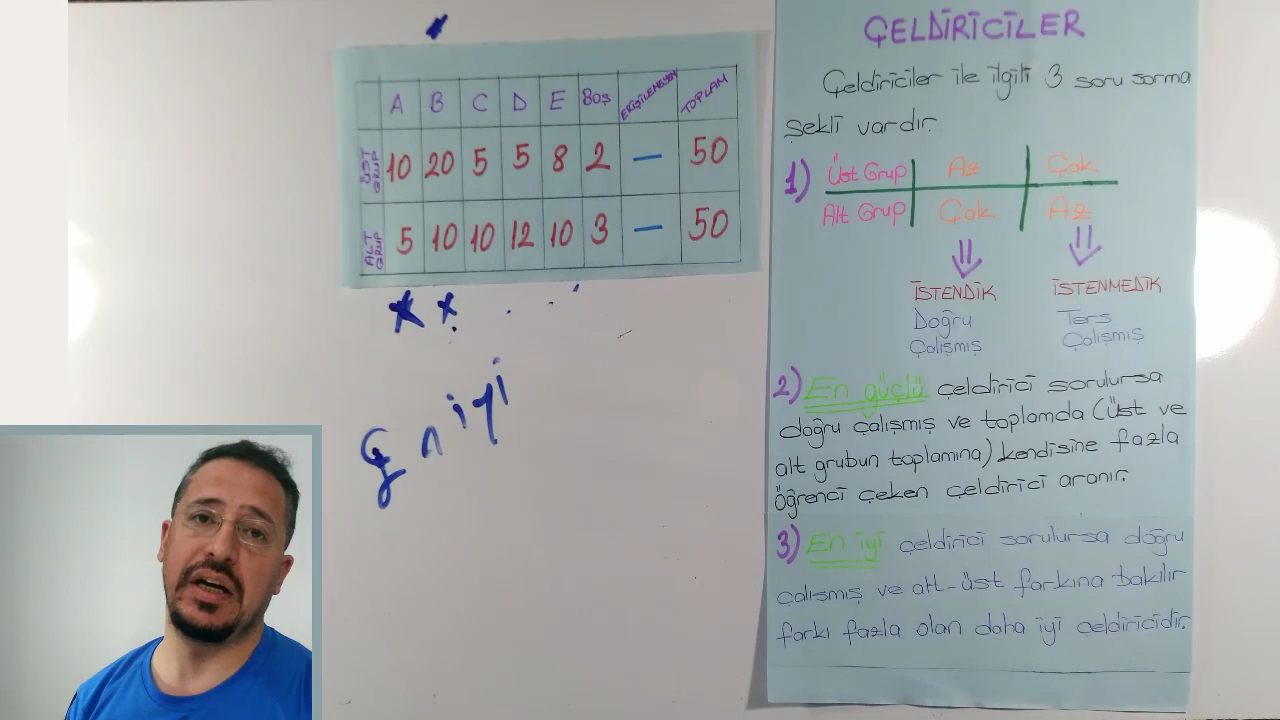 A B C D E Boş ERİŞİLEMEYEN TOPLAM
ÜST GRUP 10 20 5 5 8 2 — 50
ALT GRUP 5 10 10 12 10 3 — 50
En iyi
ÇELDİRİCİLER
Çeldiriciler ile ilgili 3 soru sorma
şekli vardır.
1) Üst Grup Az Çok
Alt Grup Çok Az
İSTENDİK İSTENMEDİK
Doğru Ters
Çalışmış Çalışmış
2) En güçlü çeldirici sorulursa
doğru çalışmış ve toplamda (üst ve
alt grubun toplamına) kendisine fazla
öğrenci çeken çeldirici aranır.
3) En iyi çeldirici sorulursa doğru
çalışmış ve alt-üst farkına bakılır
farkı fazla olan daha iyi çeldiricidir.